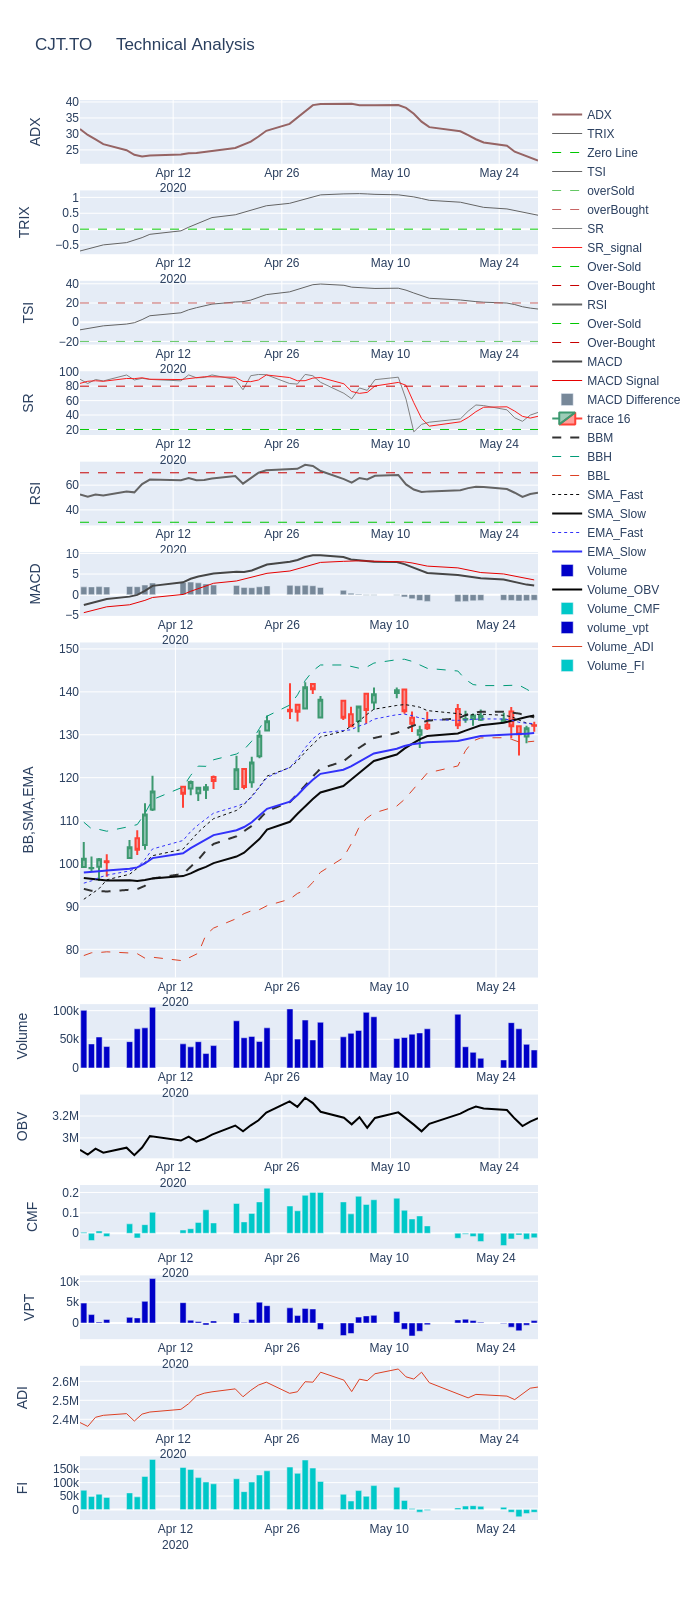 CJT.TO Technical Analysis
ADX
40
35
30
25
Apr 12
2020
Apr 26
May 10
May 24
TRIX
1
0.5
0
−0.5
Apr 12
2020
Apr 26
May 10
May 24
TSI
40
20
0
−20
Apr 12
2020
Apr 26
May 10
May 24
SR
100
80
60
40
20
Apr 12
2020
Apr 26
May 10
May 24
RSI
60
40
Apr 12
2020
Apr 26
May 10
May 24
MACD
10
5
0
−5
Apr 12
2020
Apr 26
May 10
May 24
BB,SMA,EMA
150
140
130
120
110
100
90
80
Apr 12
2020
Apr 26
May 10
May 24
Volume
100k
50k
0
Apr 12
2020
Apr 26
May 10
May 24
OBV
3.2M
3M
Apr 12
2020
Apr 26
May 10
May 24
CMF
0.2
0.1
0
Apr 12
2020
Apr 26
May 10
May 24
VPT
10k
5k
0
Apr 12
2020
Apr 26
May 10
May 24
ADI
2.6M
2.5M
2.4M
Apr 12
2020
Apr 26
May 10
May 24
FI
150k
100k
50k
0
Apr 12
2020
Apr 26
May 10
May 24
ADX
TRIX
Zero Line
TSI
overSold
overBought
SR
SR_signal
Over-Sold
Over-Bought
RSI
Over-Sold
Over-Bought
MACD
MACD Signal
MACD Difference
trace 16
BBM
BBH
BBL
SMA_Fast
SMA_Slow
EMA_Fast
EMA_Slow
Volume
Volume_OBV
Volume_CMF
volume_vpt
Volume_ADI
Volume_FI